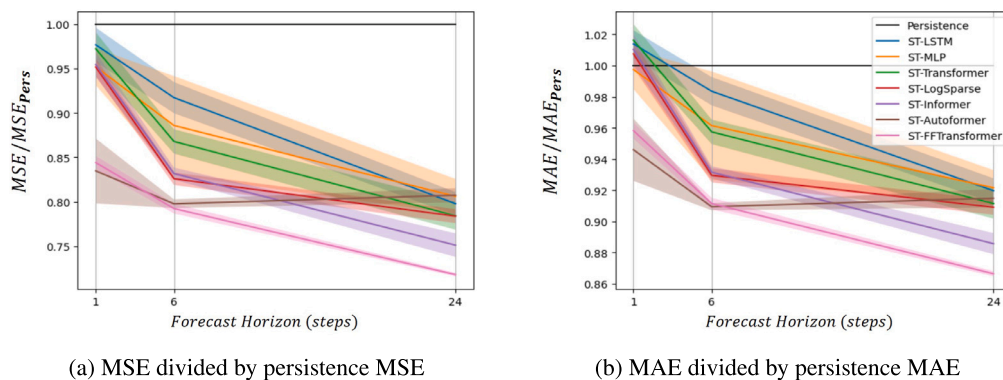 1.00
0.95
0.90
0.85
0.80
0.75
MSE/MSE_Pers
1
6
24
Forecast Horizon (steps)
(a) MSE divided by persistence MSE
1.02
1.00
0.98
0.96
0.94
0.92
0.90
0.88
0.86
MAE/MAE_Pers
Persistence
ST-LSTM
ST-MLP
ST-Transformer
ST-LogSparse
ST-Informer
ST-Autoformer
ST-FFTransformer
1
6
24
Forecast Horizon (steps)
(b) MAE divided by persistence MAE